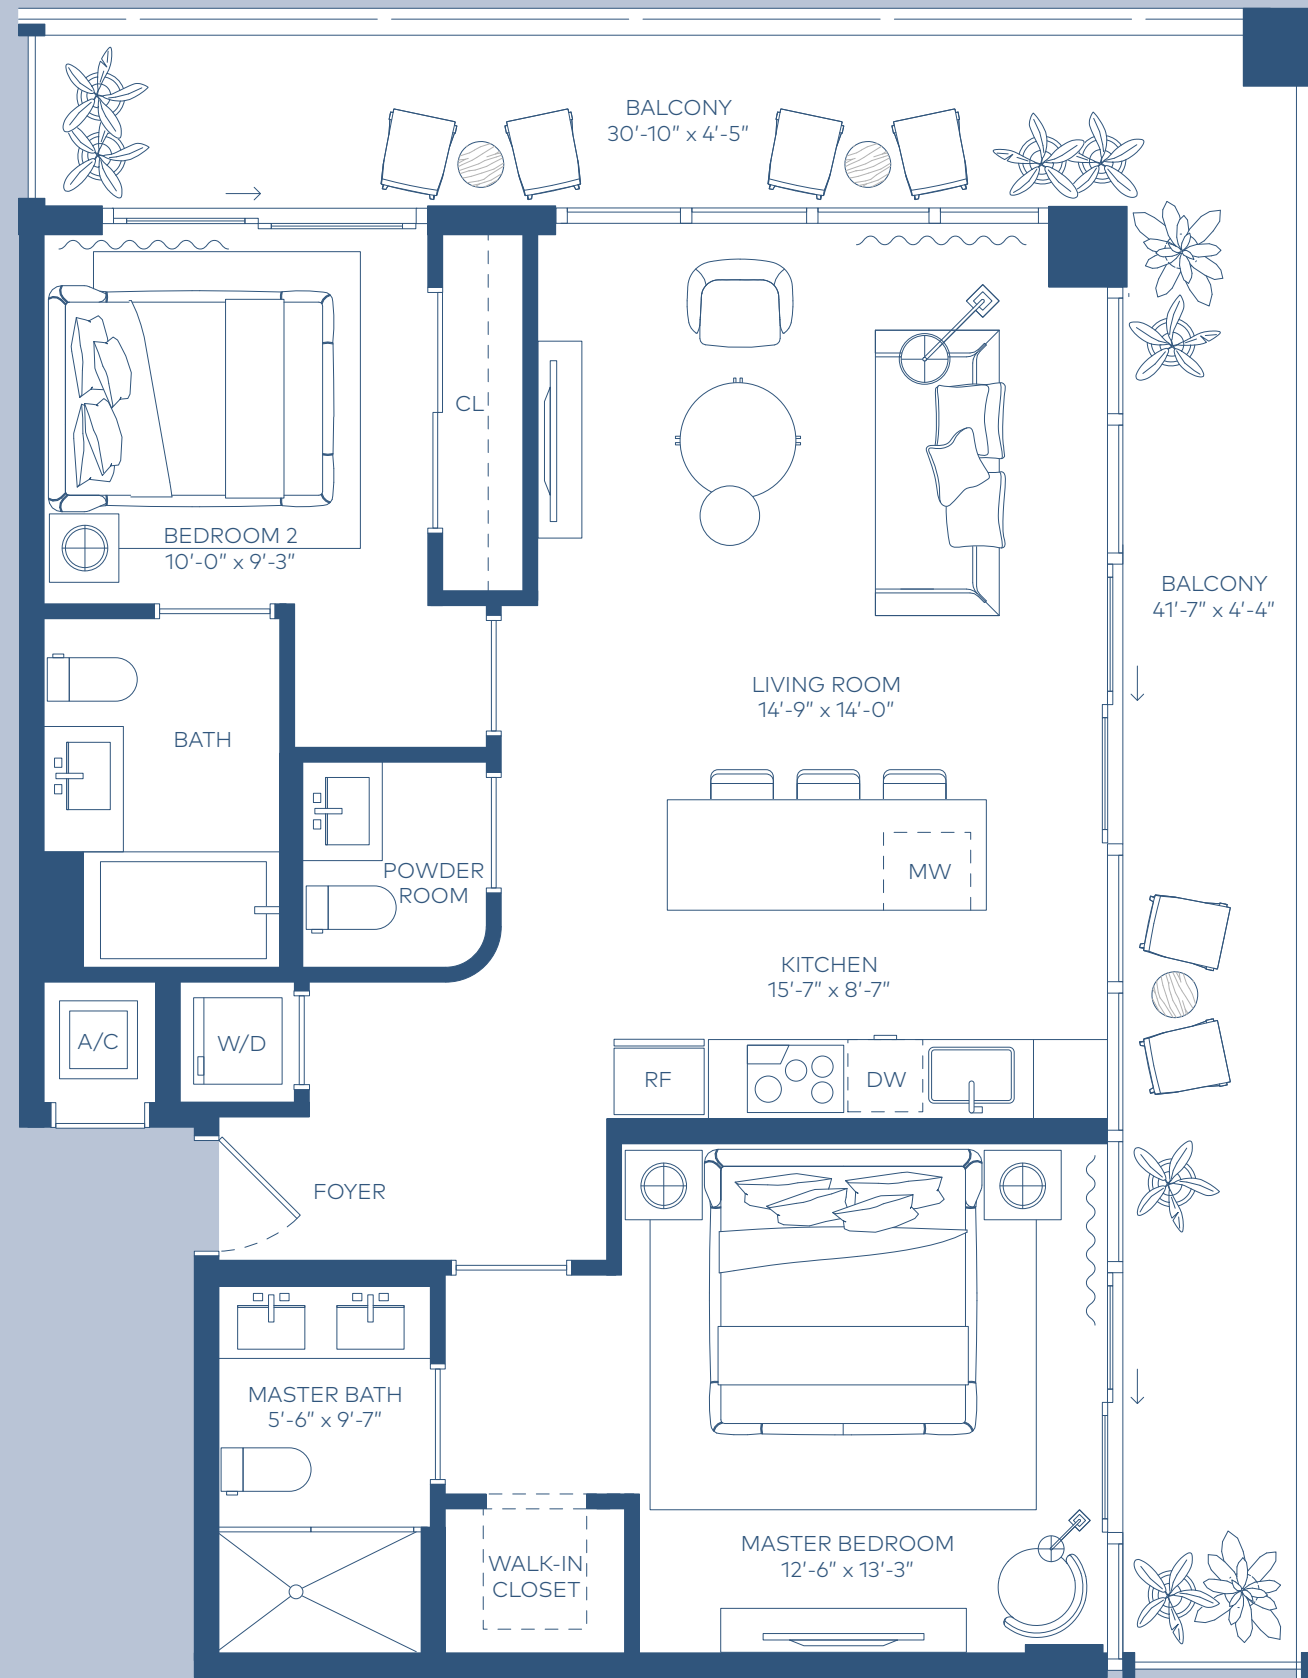 BALCONY
30'-10" x 4'-5"
CL
BEDROOM 2
10'-0" x 9'-3"
BALCONY
41'-7" x 4'-4"
LIVING ROOM
14'-9" x 14'-0"
BATH
POWDER
ROOM
MW
KITCHEN
15'-7" x 8'-7"
A/C
W/D
RF
DW
FOYER
MASTER BATH
5'-6" x 9'-7"
WALK-IN
CLOSET
MASTER BEDROOM
12'-6" x 13'-3"